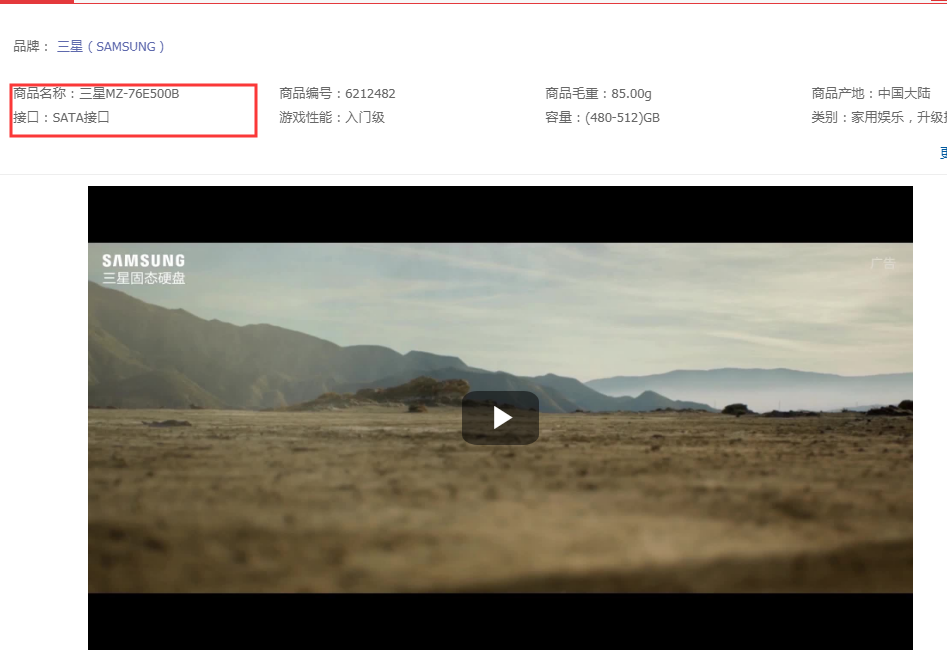 品牌： 三星（SAMSUNG）
商品名称：三星MZ-76E500B 商品编号：6212482 商品毛重：85.00g 商品产地：中国大陆
接口：SATA接口 游戏性能：入门级 容量：(480-512)GB 类别：家用娱乐，升级
SAMSUNG
三星固态硬盘
广告